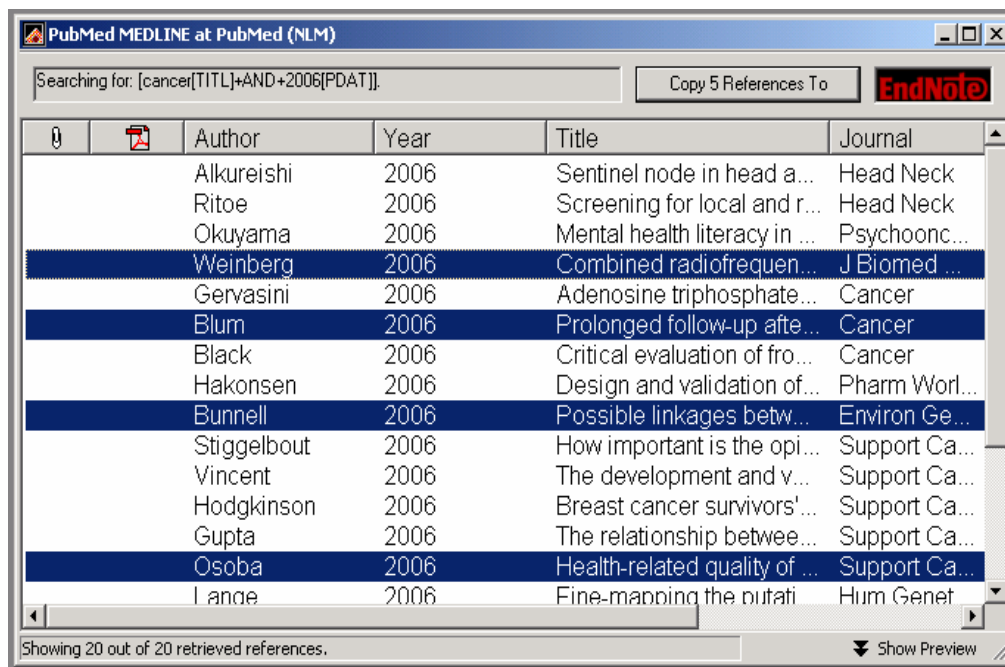 PubMed MEDLINE at PubMed (NLM)
Searching for: [cancer[TITL]+AND+2006[PDAT]].
Copy 5 References To
EndNote
Author Year Title Journal
Alkureishi 2006 Sentinel node in head a... Head Neck
Ritoe 2006 Screening for local and r... Head Neck
Okuyama 2006 Mental health literacy in ... Psychoonc...
Weinberg 2006 Combined radiofrequen... J Biomed ...
Gervasini 2006 Adenosine triphosphate... Cancer
Blum 2006 Prolonged follow-up afte... Cancer
Black 2006 Critical evaluation of fro... Cancer
Hakonsen 2006 Design and validation of... Pharm Worl...
Bunnell 2006 Possible linkages betw... Environ Ge...
Stiggelbout 2006 How important is the opi... Support Ca...
Vincent 2006 The development and v... Support Ca...
Hodgkinson 2006 Breast cancer survivors'... Support Ca...
Gupta 2006 The relationship betwee... Support Ca...
Osoba 2006 Health-related quality of ... Support Ca...
Lange 2006 Fine-mapping the putati Hum Genet
Showing 20 out of 20 retrieved references.
Show Preview